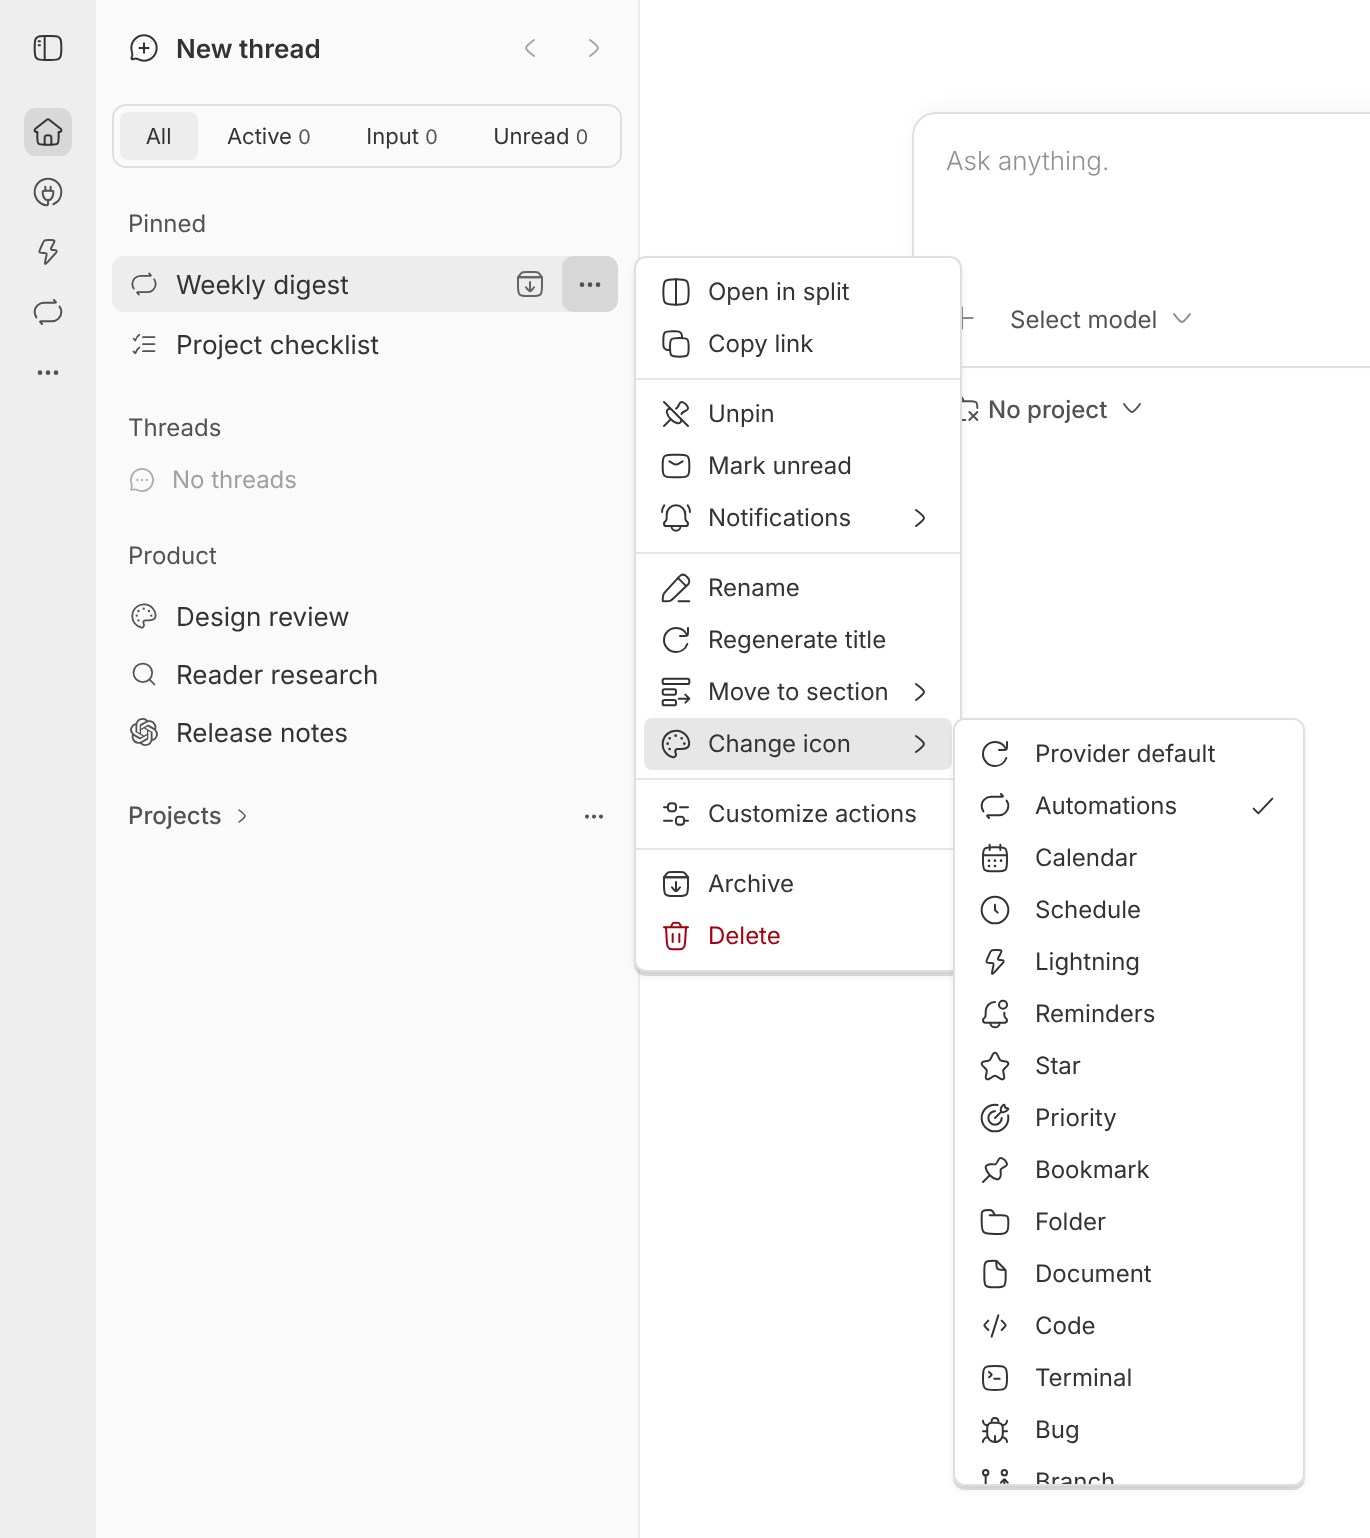 New thread
All
Active 0
Input 0
Unread 0
Pinned
Weekly digest
Project checklist
Threads
No threads
Product
Design review
Reader research
Release notes
Projects
Ask anything.
Select model
No project
Open in split
Copy link
Unpin
Mark unread
Notifications
Rename
Regenerate title
Move to section
Change icon
Customize actions
Archive
Delete
Provider default
Automations
Calendar
Schedule
Lightning
Reminders
Star
Priority
Bookmark
Folder
Document
Code
Terminal
Bug
Branch